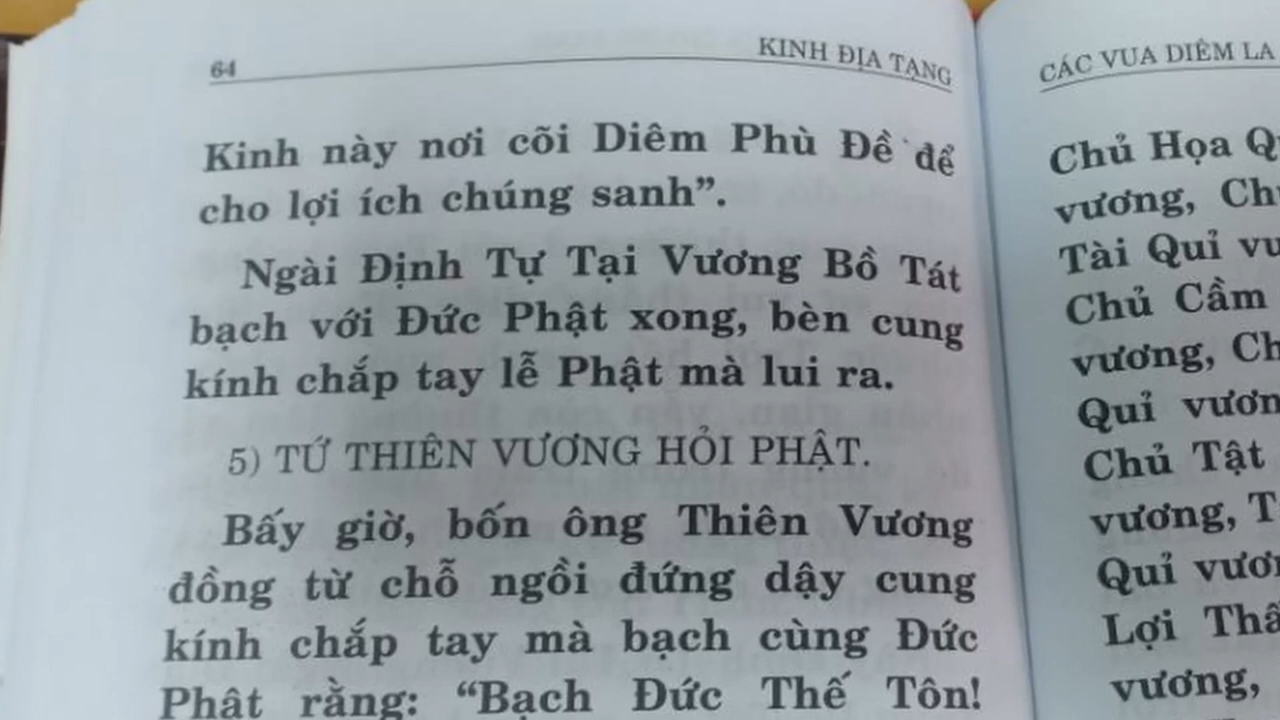 64
KINH ĐỊA TẠNG
Kinh này nơi cõi Diêm Phù Đề để
cho lợi ích chúng sanh”.
Ngài Định Tự Tại Vương Bồ Tát
bạch với Đức Phật xong, bèn cung
kính chắp tay lễ Phật mà lui ra.
5) TỨ THIÊN VƯƠNG HỎI PHẬT.
Bấy giờ, bốn ông Thiên Vương
đồng từ chỗ ngồi đứng dậy cung
kính chắp tay mà bạch cùng Đức
Phật rằng: “Bạch Đức Thế Tôn!
CÁC VUA DIÊM LA
Chủ Họa
vương,
Tài Quỉ
Chủ Cầm
vương,
Quỉ
Chủ Tật
vương,
Quỉ
Lợi
vương,